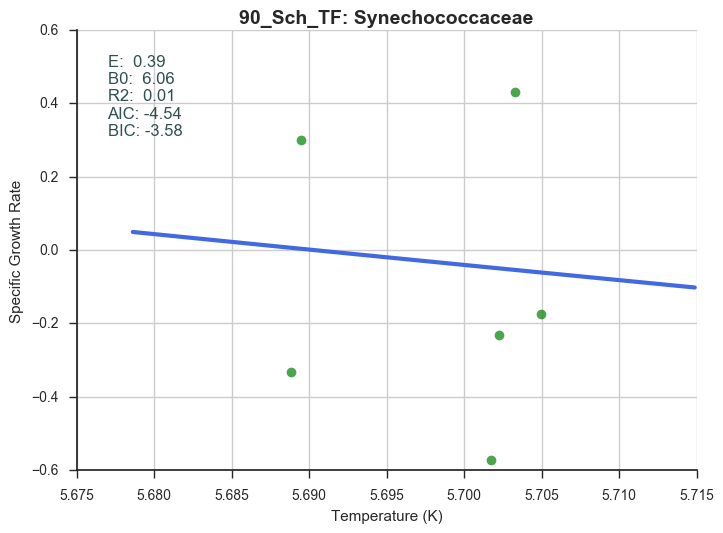 90_Sch_TF: Synechococcaceae
E:  0.39
B0:  6.06
R2:  0.01
AIC: -4.54
BIC: -3.58
Specific Growth Rate
0.6
0.4
0.2
0.0
−0.2
−0.4
−0.6
5.675 5.680 5.685 5.690 5.695 5.700 5.705 5.710 5.715
Temperature (K)